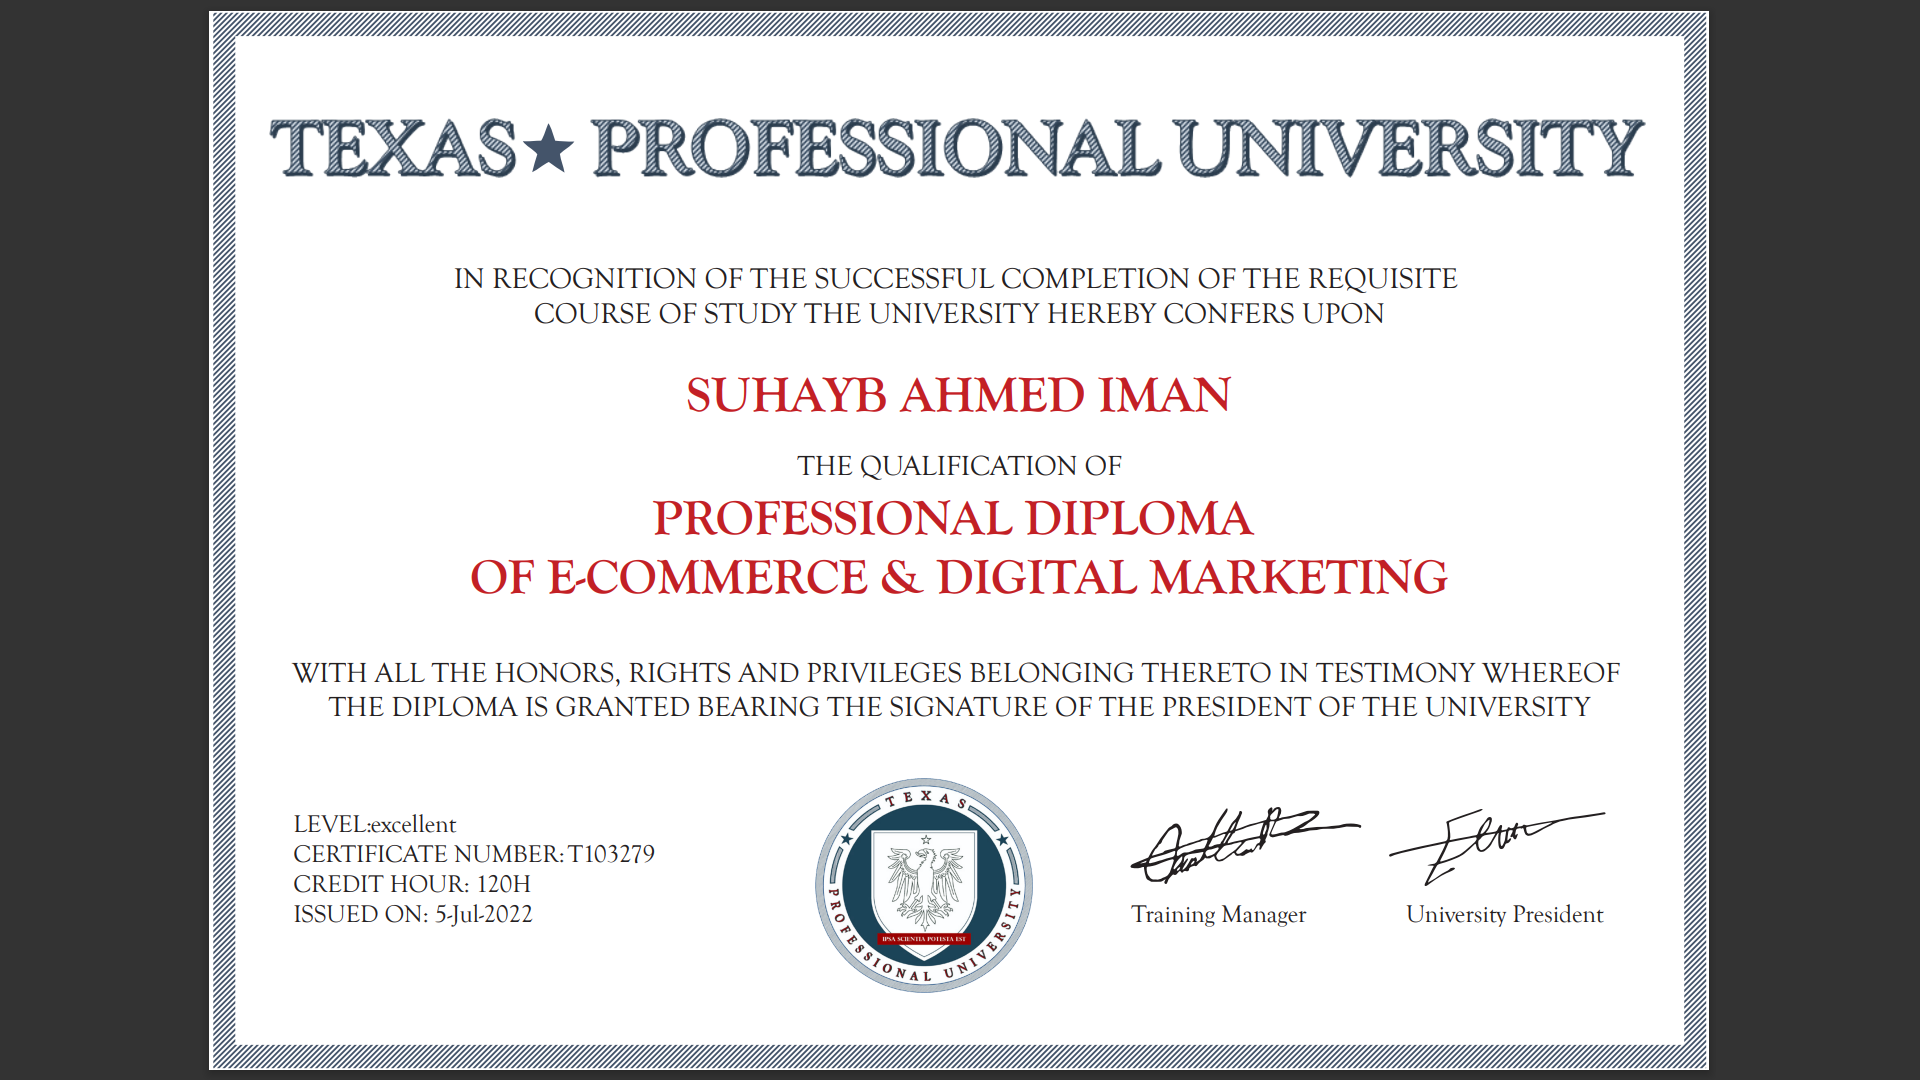 TEXAS★ PROFESSIONAL UNIVERSITY
IN RECOGNITION OF THE SUCCESSFUL COMPLETION OF THE REQUISITE
COURSE OF STUDY THE UNIVERSITY HEREBY CONFERS UPON
SUHAYB AHMED IMAN
THE QUALIFICATION OF
PROFESSIONAL DIPLOMA
OF E-COMMERCE & DIGITAL MARKETING
WITH ALL THE HONORS, RIGHTS AND PRIVILEGES BELONGING THERETO IN TESTIMONY WHEREOF
THE DIPLOMA IS GRANTED BEARING THE SIGNATURE OF THE PRESIDENT OF THE UNIVERSITY
LEVEL:excellent
CERTIFICATE NUMBER: T103279
CREDIT HOUR: 120H
ISSUED ON: 5-Jul-2022
TEXAS
PROFESSIONAL UNIVERSITY
IPSA SCIENTIA POTESTA EST
Training Manager
University President